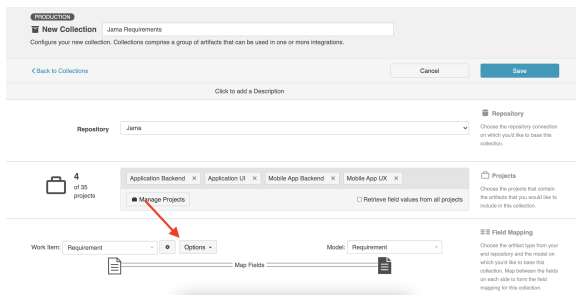 PRODUCTION
New Collection Jama Requirements
Configure your new collection. Collections comprise a group of artifacts that can be used in one or more integrations.
Back to Collections
Cancel
Save
Click to add a Description
Repository
Jama
Repository
Choose the repository connection
on which you'd like to base this
collection.
4
of 35
projects
Application Backend × Application UI × Mobile App Backend × Mobile App UX ×
Manage Projects
Retrieve field values from all projects
Projects
Choose the projects that contain
the artifacts that you would like to
include in this collection.
Work Item: Requirement
Options
Model: Requirement
Map Fields
Field Mapping
Choose the artifact type from your
end repository and the model on
which you'd like to base this
collection. Map between the fields
on each side to form the field
mapping for this collection.